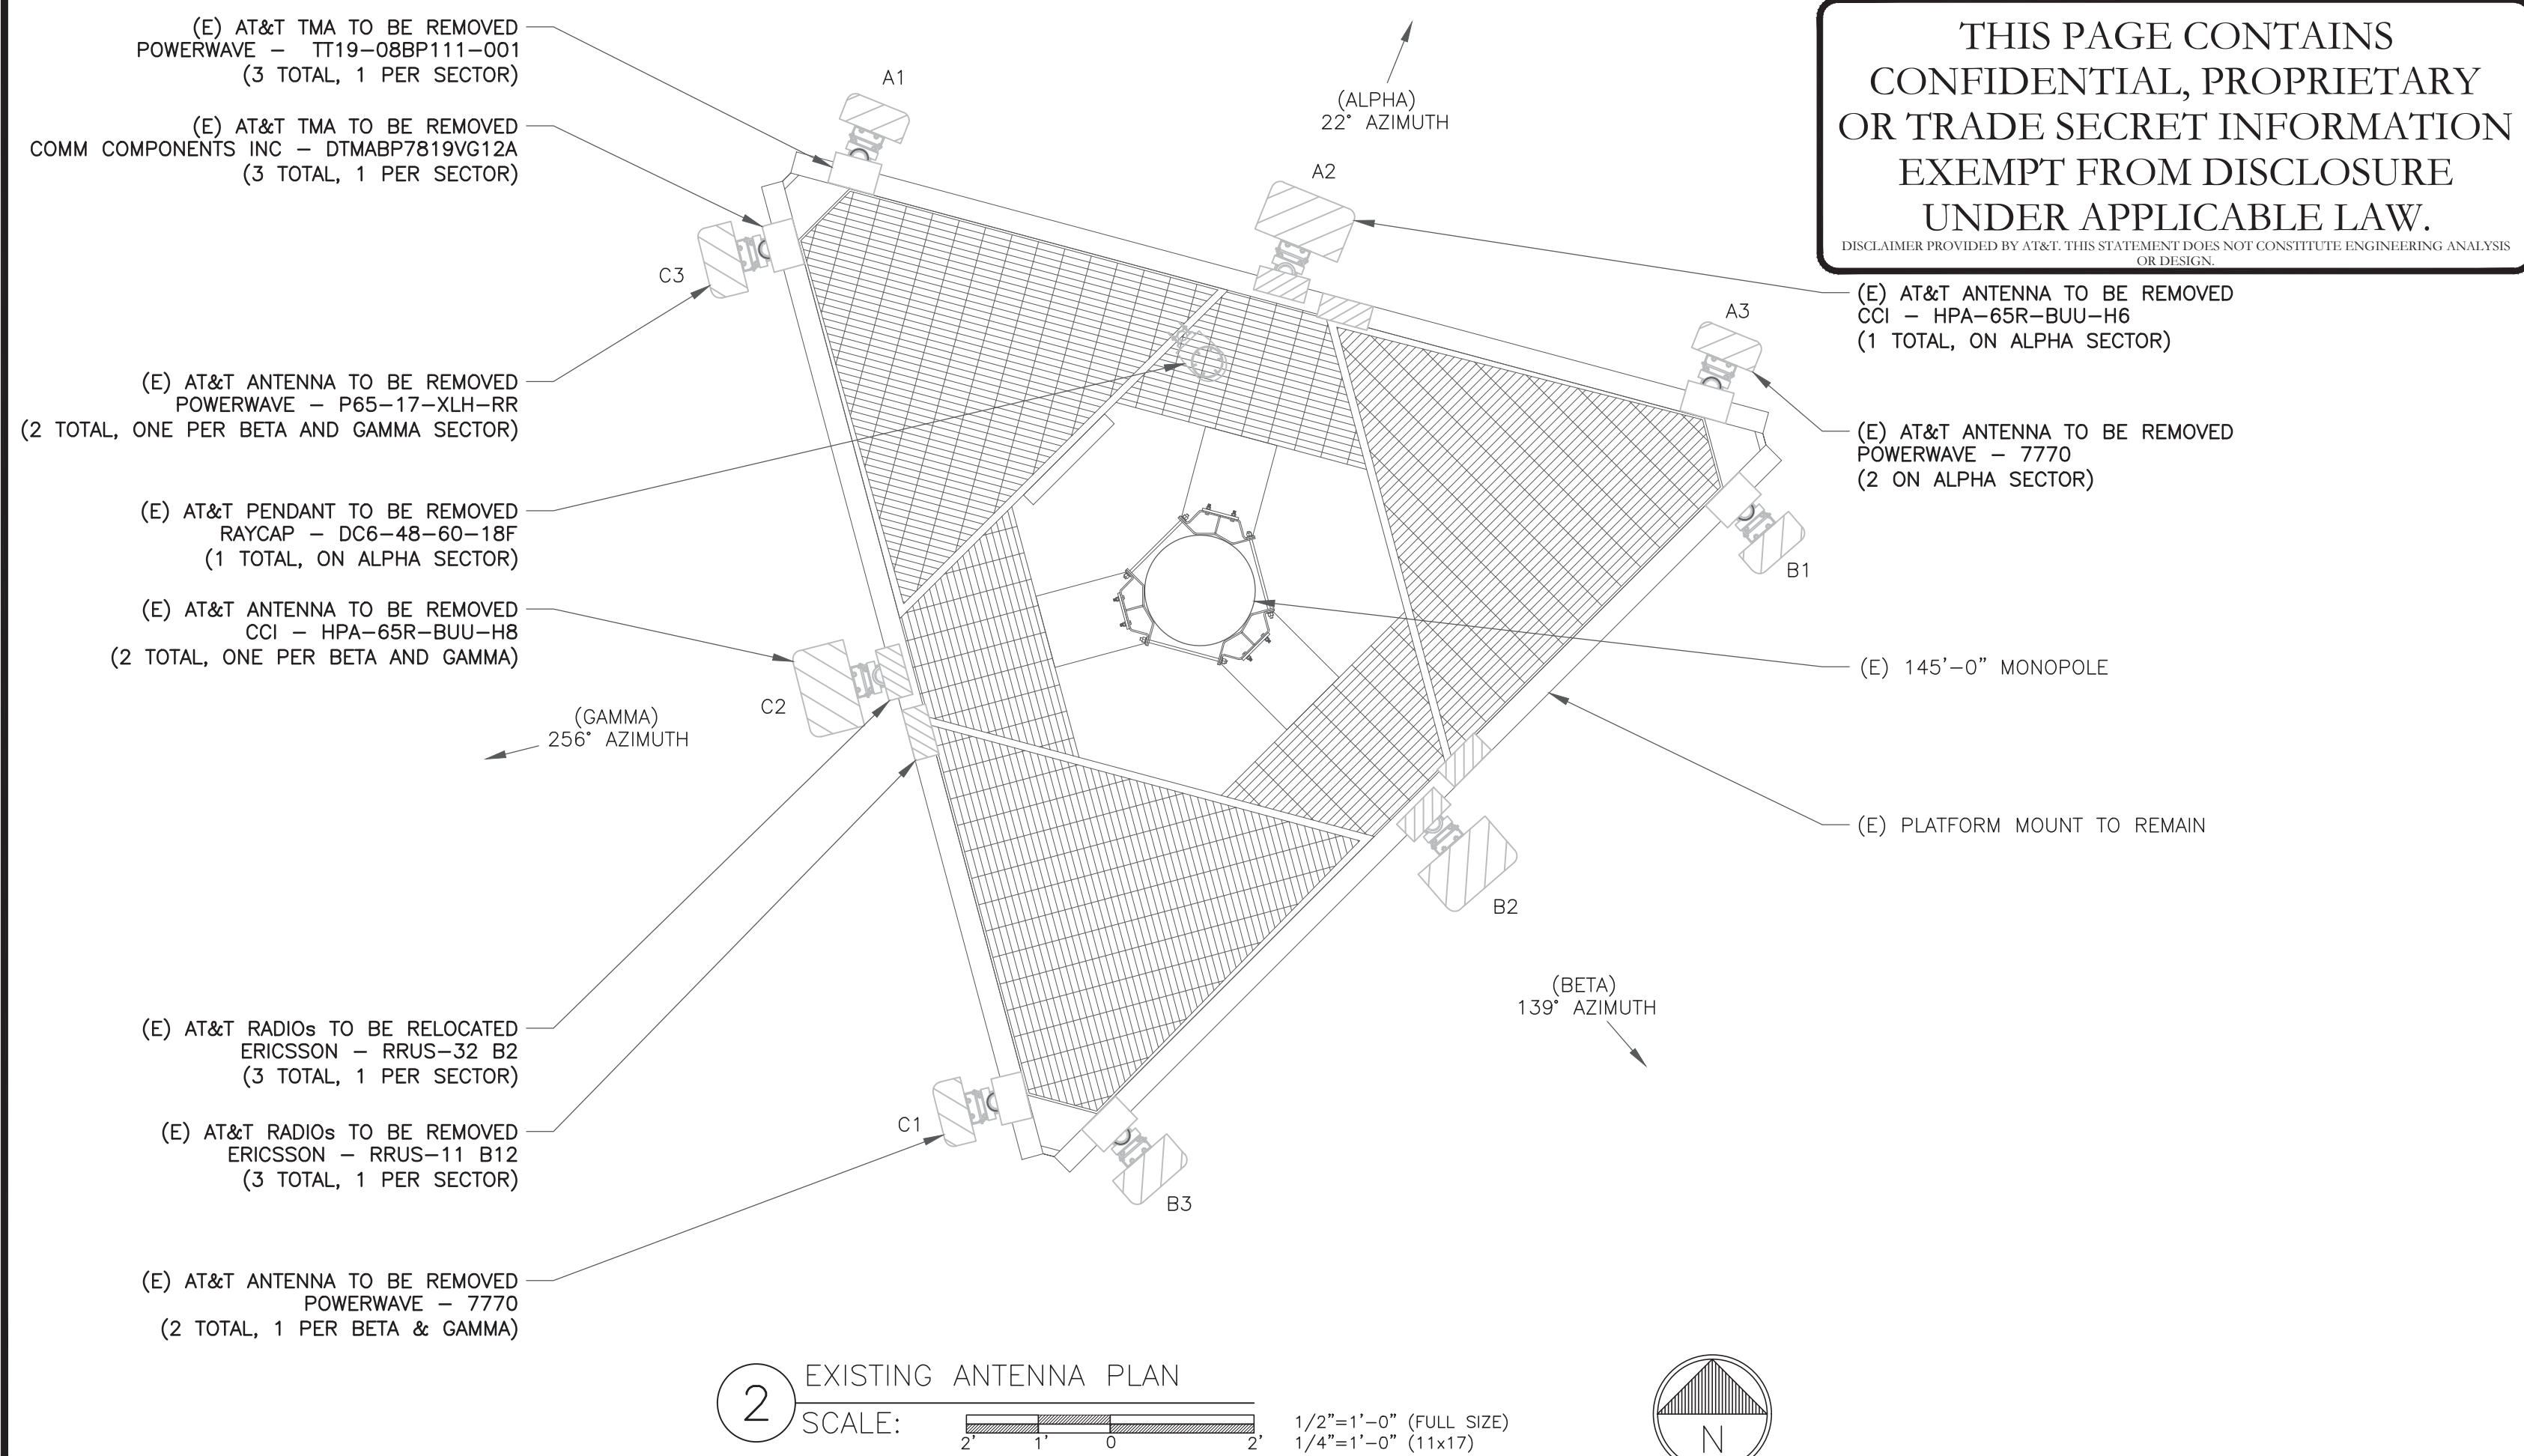 (E) AT&T TMA TO BE REMOVED
POWERWAVE – TT19–08BP111–001
(3 TOTAL, 1 PER SECTOR)
(E) AT&T TMA TO BE REMOVED
COMM COMPONENTS INC – DTMABP7819VG12A
(3 TOTAL, 1 PER SECTOR)
(E) AT&T ANTENNA TO BE REMOVED
POWERWAVE – P65–17–XLH–RR
(2 TOTAL, ONE PER BETA AND GAMMA SECTOR)
(E) AT&T PENDANT TO BE REMOVED
RAYCAP – DC6–48–60–18F
(1 TOTAL, ON ALPHA SECTOR)
(E) AT&T ANTENNA TO BE REMOVED
CCI – HPA–65R–BUU–H8
(2 TOTAL, ONE PER BETA AND GAMMA)
(E) AT&T RADIOs TO BE RELOCATED
ERICSSON – RRUS–32 B2
(3 TOTAL, 1 PER SECTOR)
(E) AT&T RADIOs TO BE REMOVED
ERICSSON – RRUS–11 B12
(3 TOTAL, 1 PER SECTOR)
(E) AT&T ANTENNA TO BE REMOVED
POWERWAVE – 7770
(2 TOTAL, 1 PER BETA & GAMMA)
A1
(ALPHA)
22° AZIMUTH
A2
C3
A3
B1
C2
(GAMMA)
256° AZIMUTH
B2
(BETA)
139° AZIMUTH
C1
B3
THIS PAGE CONTAINS
CONFIDENTIAL, PROPRIETARY
OR TRADE SECRET INFORMATION
EXEMPT FROM DISCLOSURE
UNDER APPLICABLE LAW.
DISCLAIMER PROVIDED BY AT&T. THIS STATEMENT DOES NOT CONSTITUTE ENGINEERING ANALYSIS
OR DESIGN.
(E) AT&T ANTENNA TO BE REMOVED
CCI – HPA–65R–BUU–H6
(1 TOTAL, ON ALPHA SECTOR)
(E) AT&T ANTENNA TO BE REMOVED
POWERWAVE – 7770
(2 ON ALPHA SECTOR)
(E) 145'–0" MONOPOLE
(E) PLATFORM MOUNT TO REMAIN
2
EXISTING ANTENNA PLAN
SCALE:
2' 1' 0 2'
1/2"=1'–0" (FULL SIZE)
1/4"=1'–0" (11x17)
N